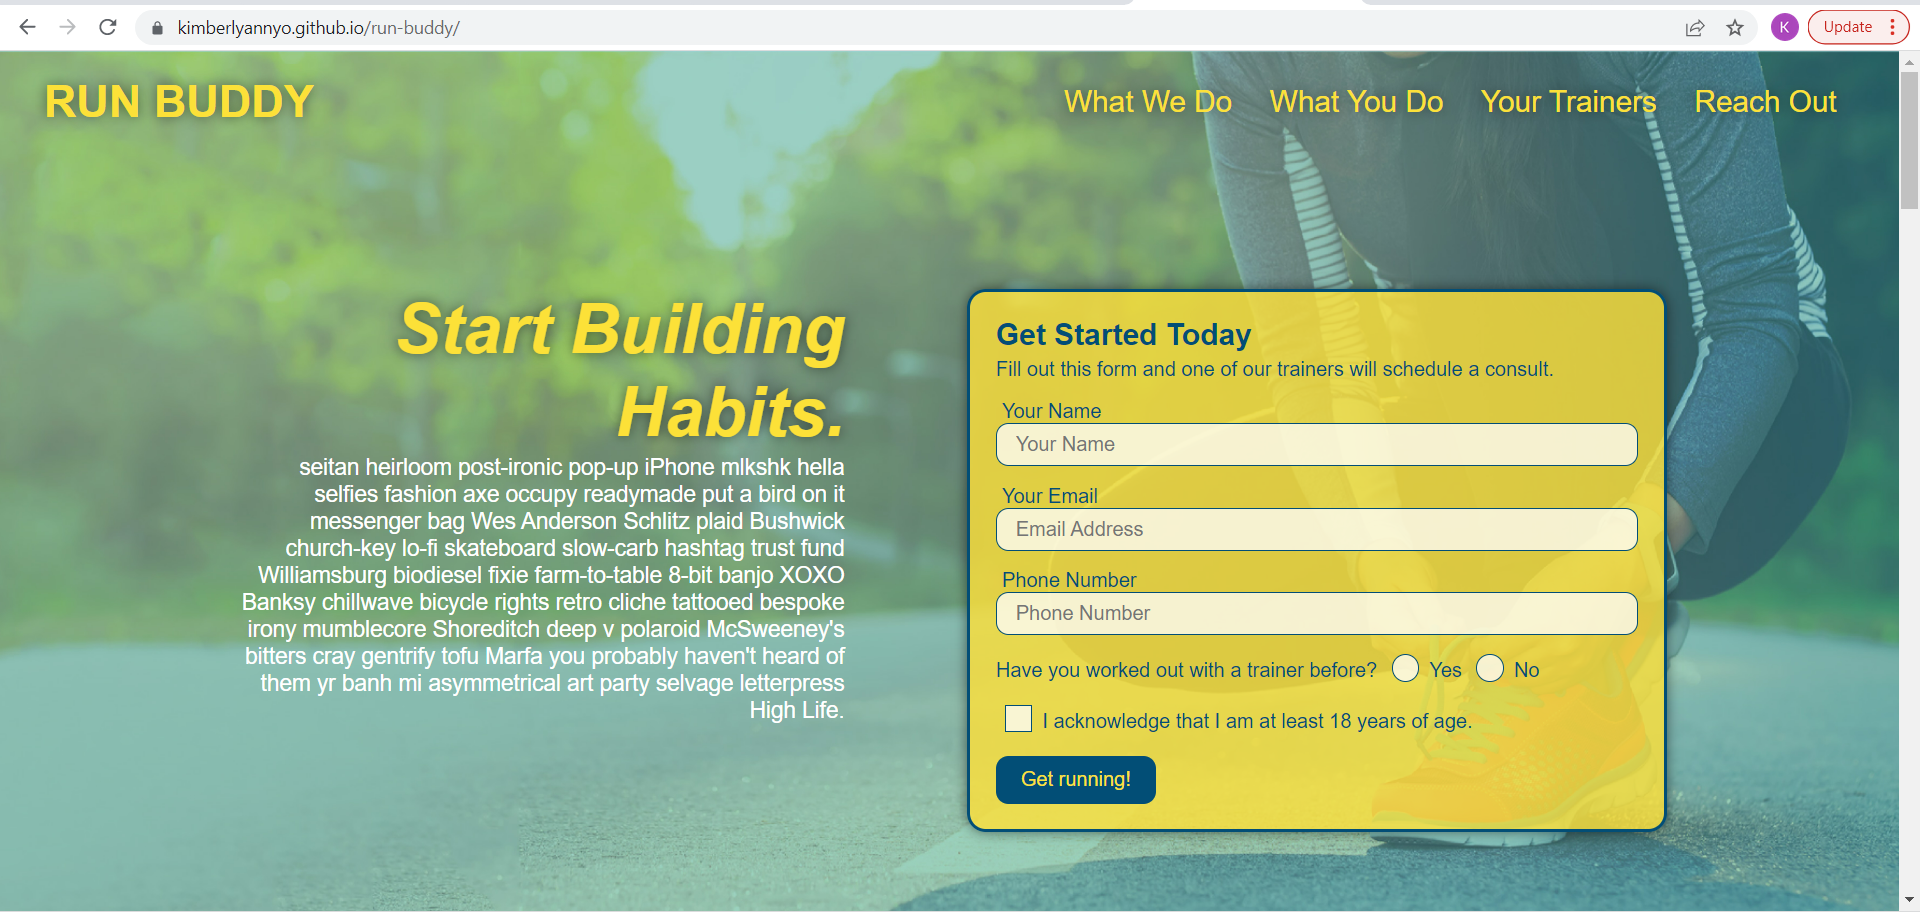 kimberlyannyo.github.io/run-buddy/
K
Update
RUN BUDDY
What We Do
What You Do
Your Trainers
Reach Out
Start Building
Habits.
seitan heirloom post-ironic pop-up iPhone mlkshk hella
selfies fashion axe occupy readymade put a bird on it
messenger bag Wes Anderson Schlitz plaid Bushwick
church-key lo-fi skateboard slow-carb hashtag trust fund
Williamsburg biodiesel fixie farm-to-table 8-bit banjo XOXO
Banksy chillwave bicycle rights retro cliche tattooed bespoke
irony mumblecore Shoreditch deep v polaroid McSweeney's
bitters cray gentrify tofu Marfa you probably haven't heard of
them yr banh mi asymmetrical art party selvage letterpress
High Life.
Get Started Today
Fill out this form and one of our trainers will schedule a consult.
Your Name
Your Name
Your Email
Email Address
Phone Number
Phone Number
Have you worked out with a trainer before? Yes No
I acknowledge that I am at least 18 years of age.
Get running!